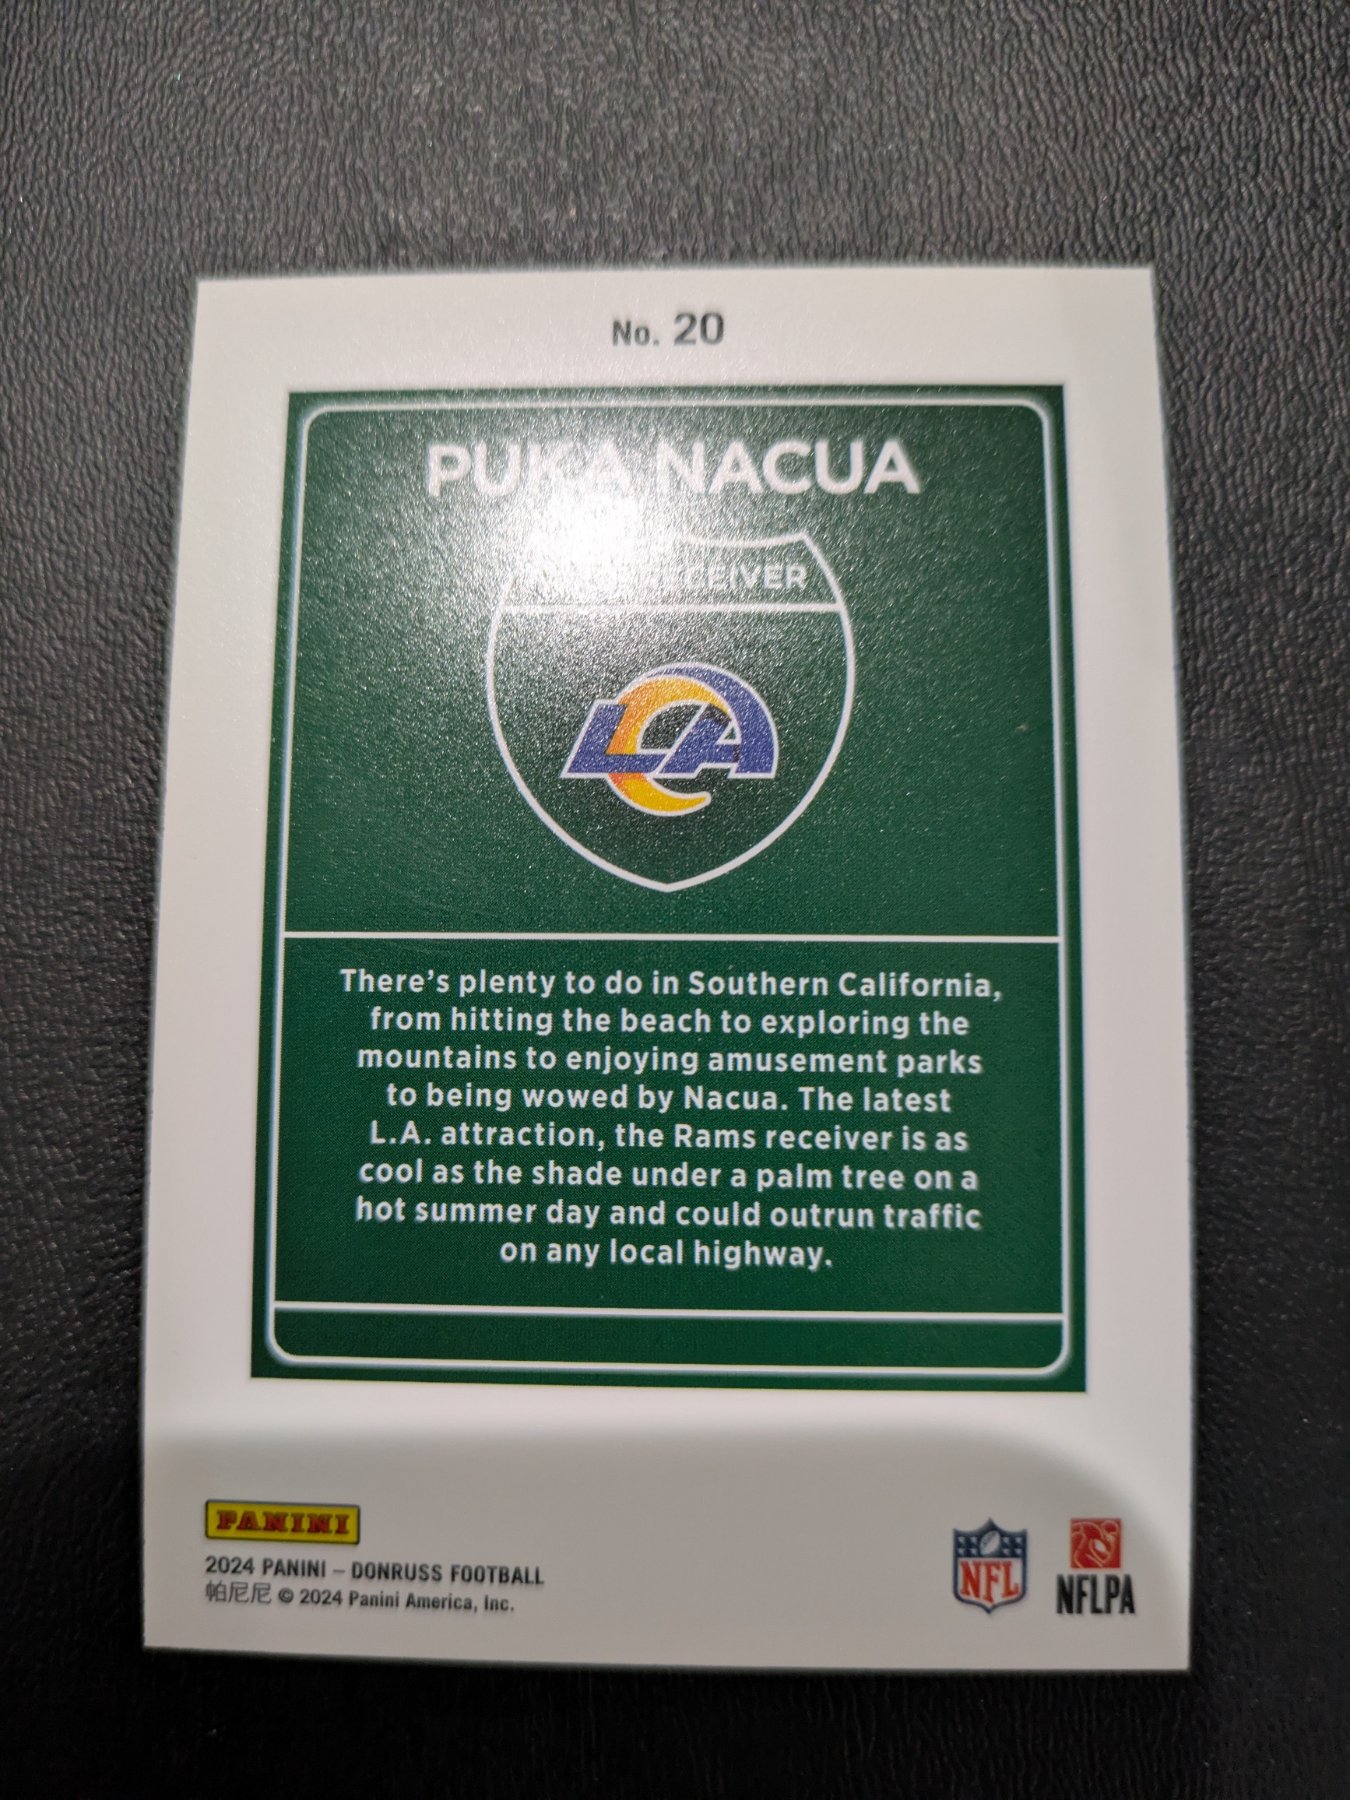 No. 20
PUKA NACUA
RECEIVER
LA
There's plenty to do in Southern California,
from hitting the beach to exploring the
mountains to enjoying amusement parks
to being wowed by Nacua. The latest
L.A. attraction, the Rams receiver is as
cool as the shade under a palm tree on a
hot summer day and could outrun traffic
on any local highway.
PANINI
2024 PANINI – DONRUSS FOOTBALL
帕尼尼 © 2024 Panini America, Inc.
NFL
NFLPA